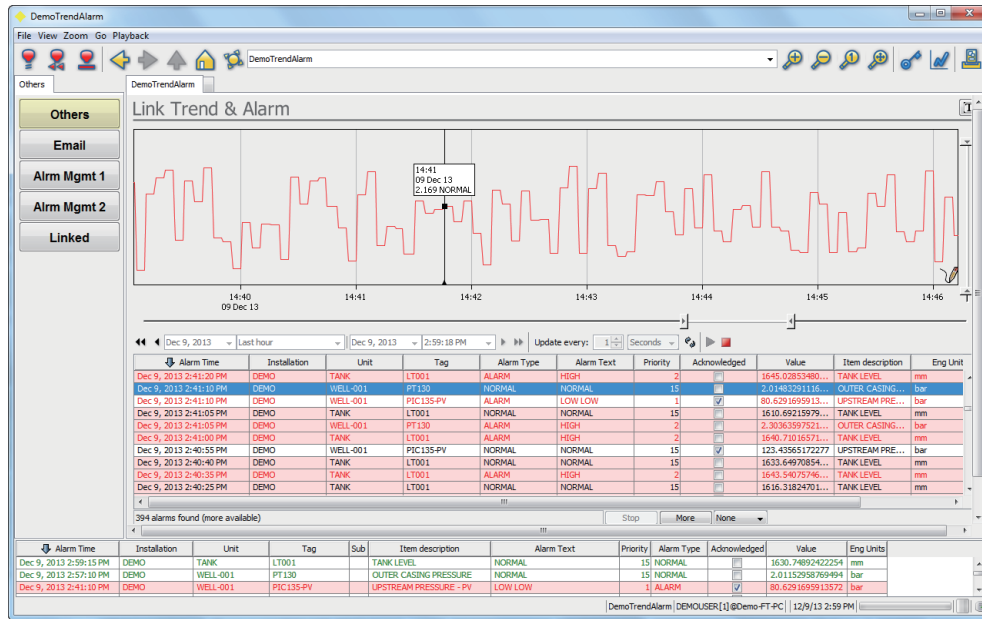 DemoTrendAlarm
File View Zoom Go Playback
DemoTrendAlarm
Others
DemoTrendAlarm
Others
Email
Alrm Mgmt 1
Alrm Mgmt 2
Linked
Link Trend & Alarm
14:41
09 Dec 13
2.169 NORMAL
14:40 14:41 14:42 14:43 14:44 14:45 14:46
09 Dec 13
Dec 9, 2013 Last hour Dec 9, 2013 2:59:18 PM Update every: 1 Seconds
Alarm Time Installation Unit Tag Alarm Type Alarm Text Priority Acknowledged Value Item description Eng Unit
Dec 9, 2013 2:41:20 PM DEMO TANK LT001 ALARM HIGH 2 1645.02853480... TANK LEVEL mm
Dec 9, 2013 2:41:10 PM DEMO WELL-001 PT130 NORMAL NORMAL 15 2.01483291116... OUTER CASING... bar
Dec 9, 2013 2:41:10 PM DEMO WELL-001 PIC135-PV ALARM LOW LOW 1 80.6291695913... UPSTREAM PRE... bar
Dec 9, 2013 2:41:05 PM DEMO TANK LT001 NORMAL NORMAL 15 1610.69215979... TANK LEVEL mm
Dec 9, 2013 2:41:05 PM DEMO WELL-001 PT130 ALARM HIGH 2 2.30363597521... OUTER CASING... bar
Dec 9, 2013 2:41:00 PM DEMO TANK LT001 ALARM HIGH 2 1640.71016571... TANK LEVEL mm
Dec 9, 2013 2:40:55 PM DEMO WELL-001 PIC135-PV NORMAL NORMAL 15 123.43565172277 UPSTREAM PRE... bar
Dec 9, 2013 2:40:40 PM DEMO TANK LT001 NORMAL NORMAL 15 1633.64970854... TANK LEVEL mm
Dec 9, 2013 2:40:35 PM DEMO TANK LT001 ALARM HIGH 2 1643.54075746... TANK LEVEL mm
Dec 9, 2013 2:40:25 PM DEMO TANK LT001 NORMAL NORMAL 15 1616.31824701... TANK LEVEL mm
394 alarms found (more available) Stop More None
Alarm Time Installation Unit Tag Sub Item description Alarm Text Priority Alarm Type Adknowledged Value Eng Units
Dec 9, 2013 2:59:15 PM DEMO TANK LT001 TANK LEVEL NORMAL 15 NORMAL 1630.74892422254 mm
Dec 9, 2013 2:57:10 PM DEMO WELL-001 PT130 OUTER CASING PRESSURE NORMAL 15 NORMAL 2.01152958769494 bar
Dec 9, 2013 2:41:10 PM DEMO WELL-001 PIC135-PV UPSTREAM PRESSURE - PV LOW LOW 1 ALARM 80.6291695913572 bar
DemoTrendAlarm DEMOUSER[1]@Demo-FT-PC 12/9/13 2:59 PM